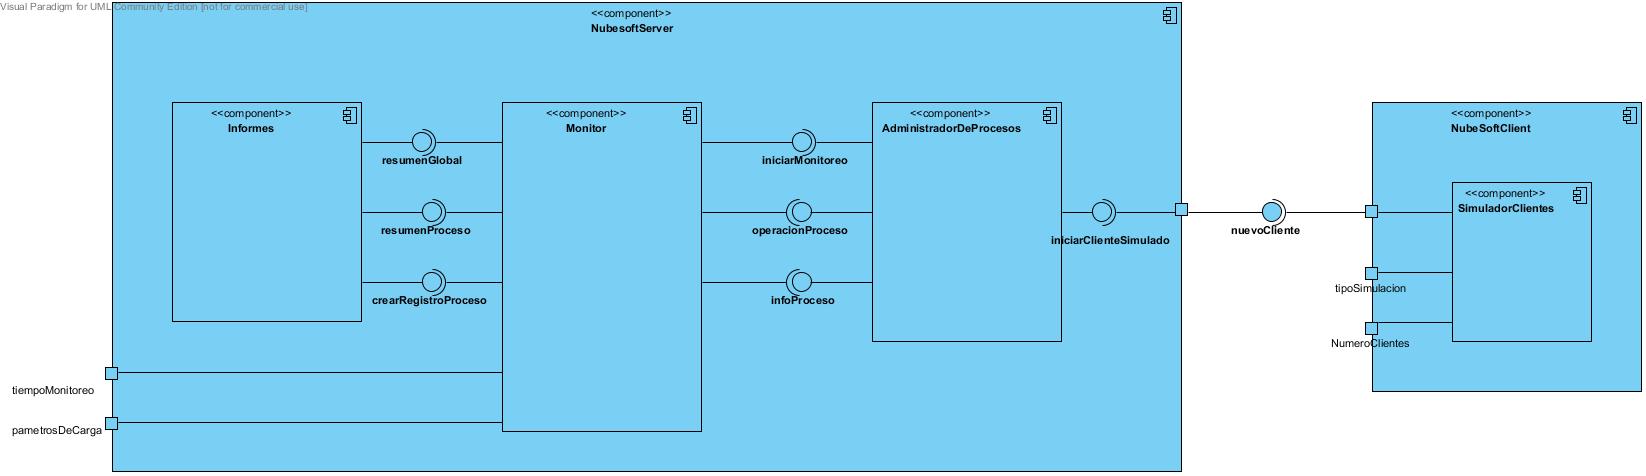 Visual Paradigm for UML Community Edition [not for commercial use]
<<component>>
NubesoftServer
<<component>>
Informes
<<component>>
Monitor
<<component>>
AdministradorDeProcesos
<<component>>
NubeSoftClient
<<component>>
SimuladorClientes
resumenGlobal
iniciarMonitoreo
resumenProceso
operacionProceso
iniciarClienteSimulado
nuevoCliente
crearRegistroProceso
infoProceso
tipoSimulacion
NumeroClientes
tiempoMonitoreo
pametrosDeCarga